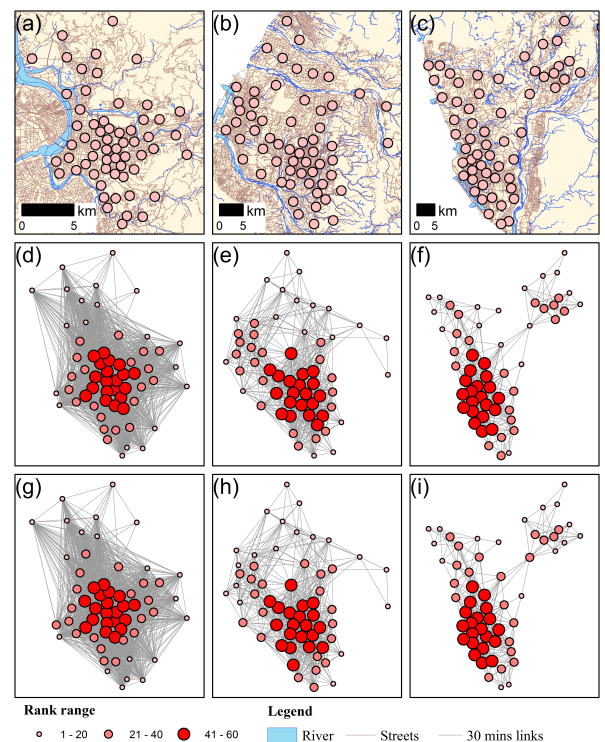 (a) (b) (c)
km km km
0 5 0 5 0 5
(d) (e) (f)
(g) (h) (i)
Rank range Legend
1 - 20 21 - 40 41 - 60 River Streets 30 mins links